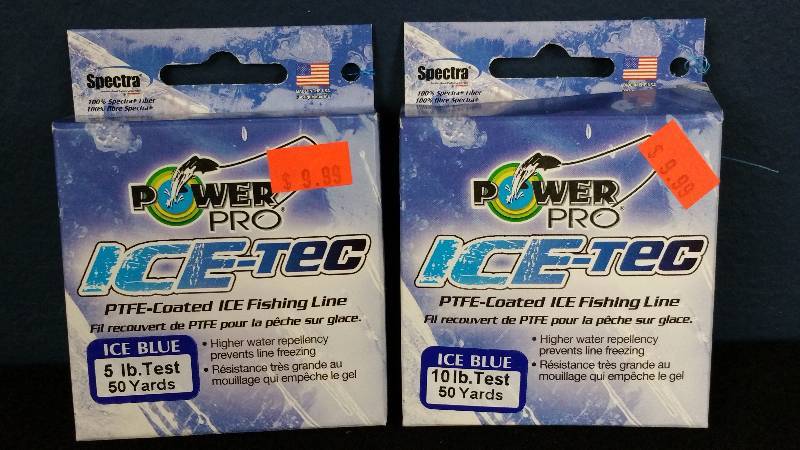 Spectra
100% Spectra Fiber
100% fibre Spectra
POWER PRO
$ 9.99
ICE-TEC
PTFE-Coated ICE Fishing Line
Fil recouvert de PTFE pour la pêche sur glace.
ICE BLUE
5 lb. Test
50 Yards
• Higher water repellency
prevents line freezing
• Résistance très grande au
mouillage qui empêche le gel
Spectra
100% Spectra Fiber
100% fibre Spectra
POWER PRO
$ 9.99
ICE-TEC
PTFE-Coated ICE Fishing Line
Fil recouvert de PTFE pour la pêche sur glace.
ICE BLUE
10 lb. Test
50 Yards
• Higher water repellency
prevents line freezing
• Résistance très grande au
mouillage qui empêche le gel